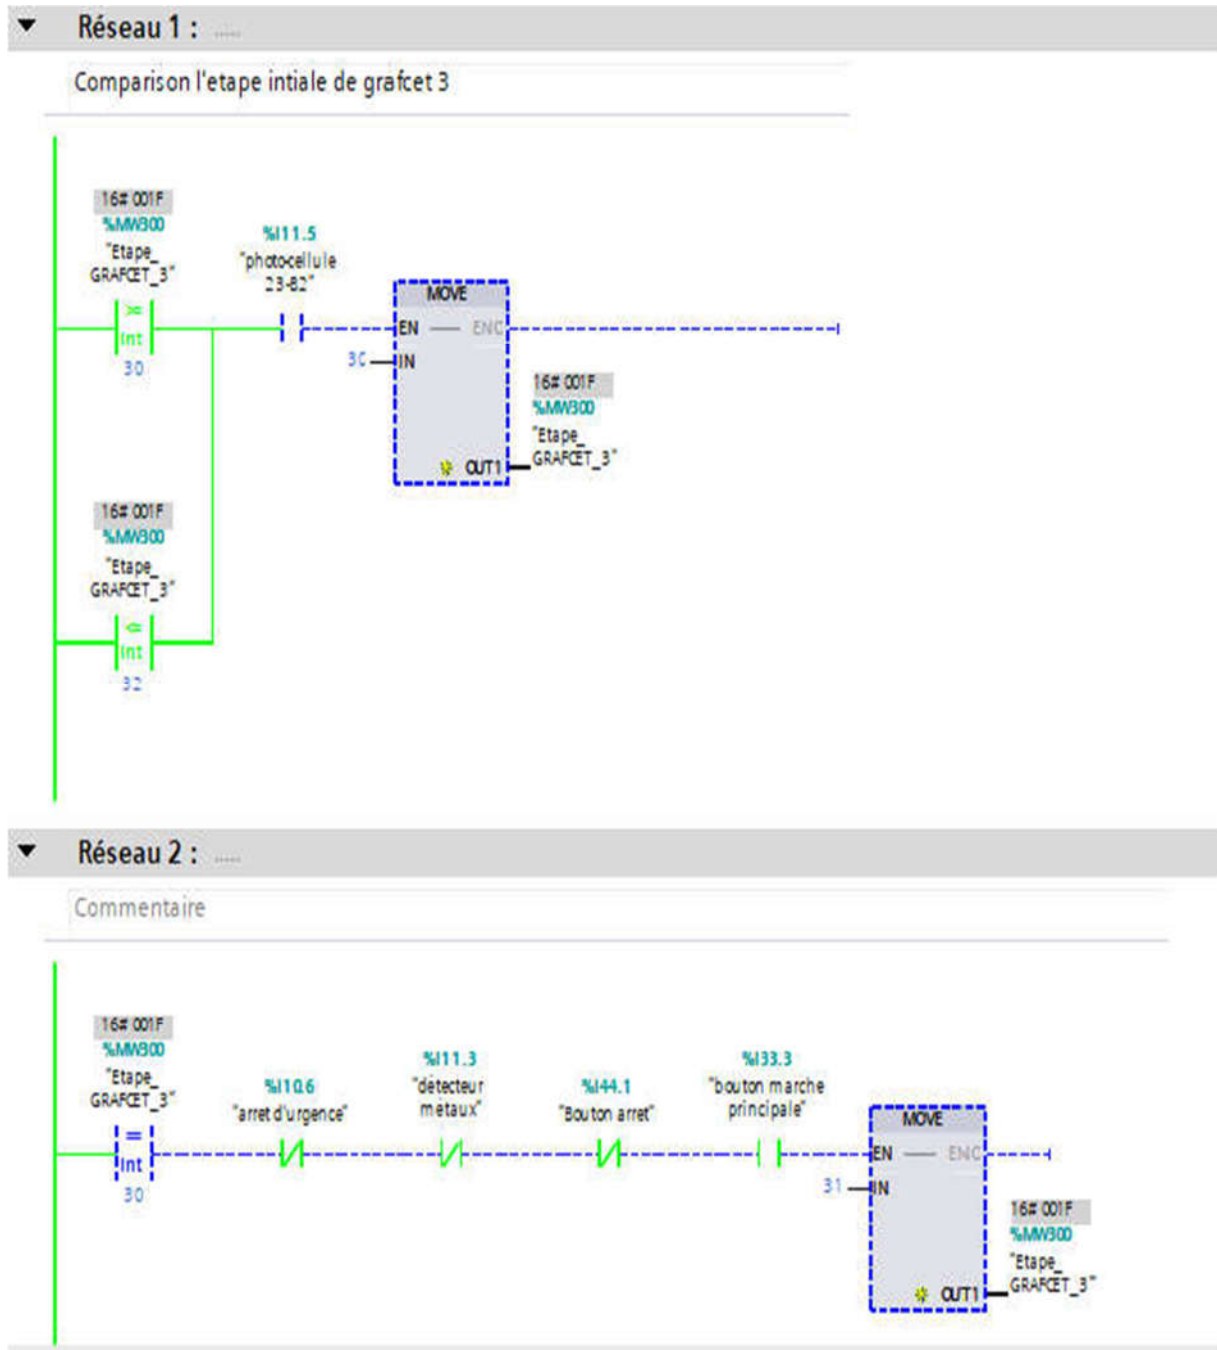 Réseau 1 : .....
Comparison l'etape intiale de grafcet 3
16# 001F
%MW300
"Etape_
GRAFCET_3"
>=
Int
30
%I11.5
"photo-cellule
23-B2"
MOVE
EN
ENO
30
IN
OUT1
16# 001F
%MW300
"Etape_
GRAFCET_3"
16# 001F
%MW300
"Etape_
GRAFCET_3"
<=
Int
32
Réseau 2 : .....
Commentaire
16# 001F
%MW300
"Etape_
GRAFCET_3"
=
Int
30
%I10.6
"arret d'urgence"
%I11.3
"détecteur
métaux"
%I44.1
"Bouton arret"
%I33.3
"bouton marche
principale"
MOVE
EN
ENO
31
IN
OUT1
16# 001F
%MW300
"Etape_
GRAFCET_3"